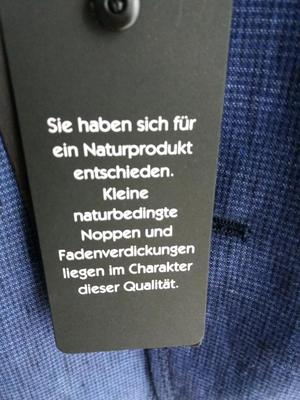 Sie haben sich für
ein Naturprodukt
entschieden.
Kleine
naturbedingte
Noppen und
Fadenverdickungen
liegen im Charakter
dieser Qualität.